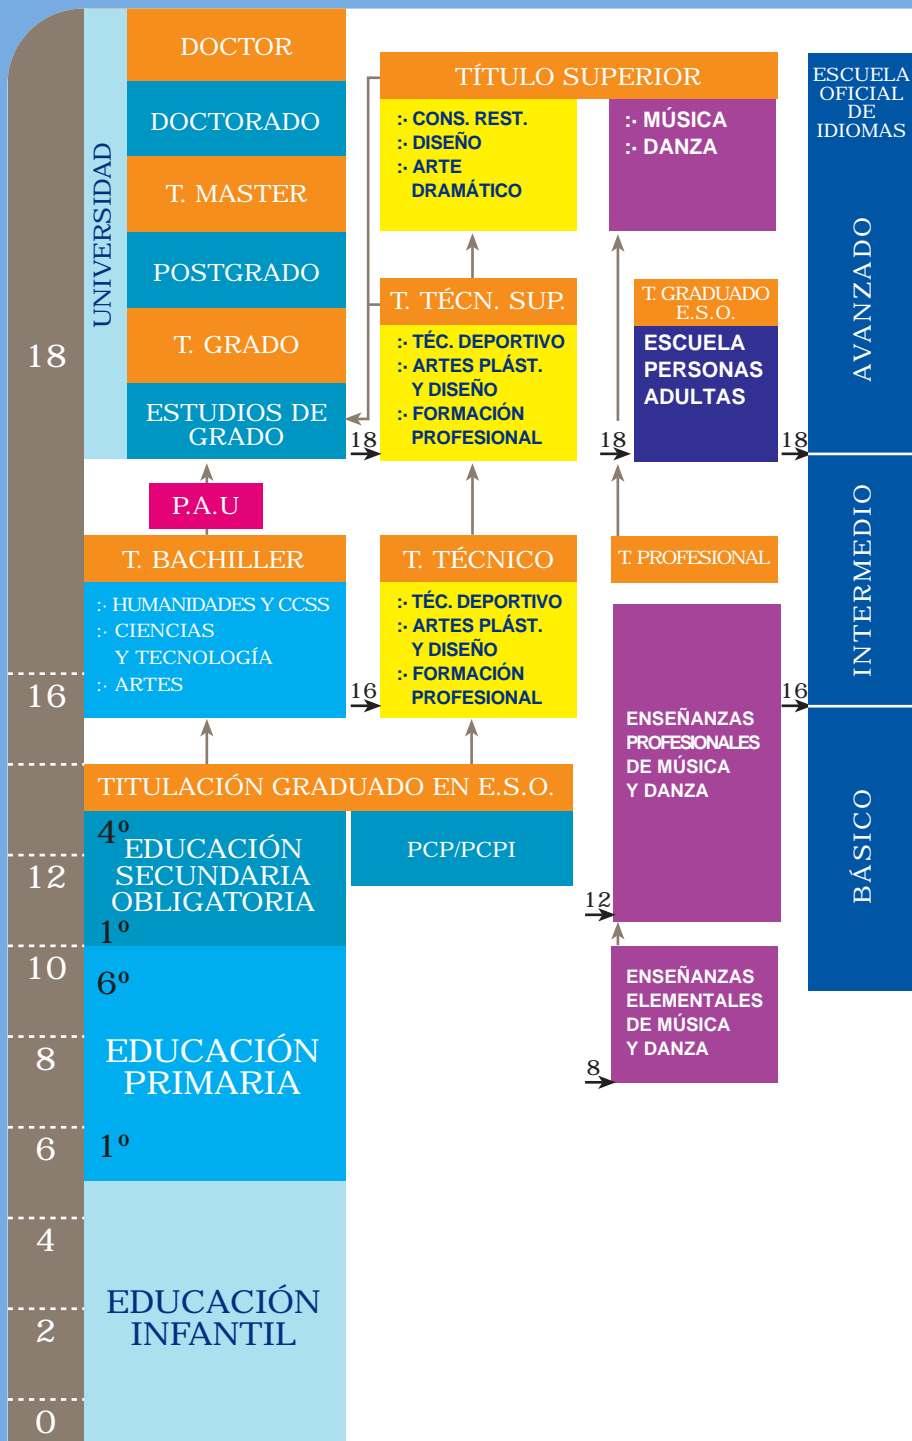 DOCTOR
DOCTORADO
T. MASTER
POSTGRADO
T. GRADO
ESTUDIOS DE
GRADO
UNIVERSIDAD
P.A.U
T. BACHILLER
:· HUMANIDADES Y CCSS
:· CIENCIAS
Y TECNOLOGÍA
:· ARTES
TÍTULO SUPERIOR
:· CONS. REST.
:· DISEÑO
:· ARTE
DRAMÁTICO
:· MÚSICA
:· DANZA
T. TÉCN. SUP.
:· TÉC. DEPORTIVO
:· ARTES PLÁST.
Y DISEÑO
:· FORMACIÓN
PROFESIONAL
18
T. GRADUADO
E.S.O.
ESCUELA
PERSONAS
ADULTAS
18
18
T. TÉCNICO
:· TÉC. DEPORTIVO
:· ARTES PLÁST.
Y DISEÑO
:· FORMACIÓN
PROFESIONAL
16
T. PROFESIONAL
ENSEÑANZAS
PROFESIONALES
DE MÚSICA
Y DANZA
16
12
ENSEÑANZAS
ELEMENTALES
DE MÚSICA
Y DANZA
8
ESCUELA
OFICIAL
DE
IDIOMAS
AVANZADO
INTERMEDIO
BÁSICO
TITULACIÓN GRADUADO EN E.S.O.
4º
EDUCACIÓN
SECUNDARIA
OBLIGATORIA
1º
PCP/PCPI
6º
EDUCACIÓN
PRIMARIA
1º
EDUCACIÓN
INFANTIL
18
16
12
10
8
6
4
2
0